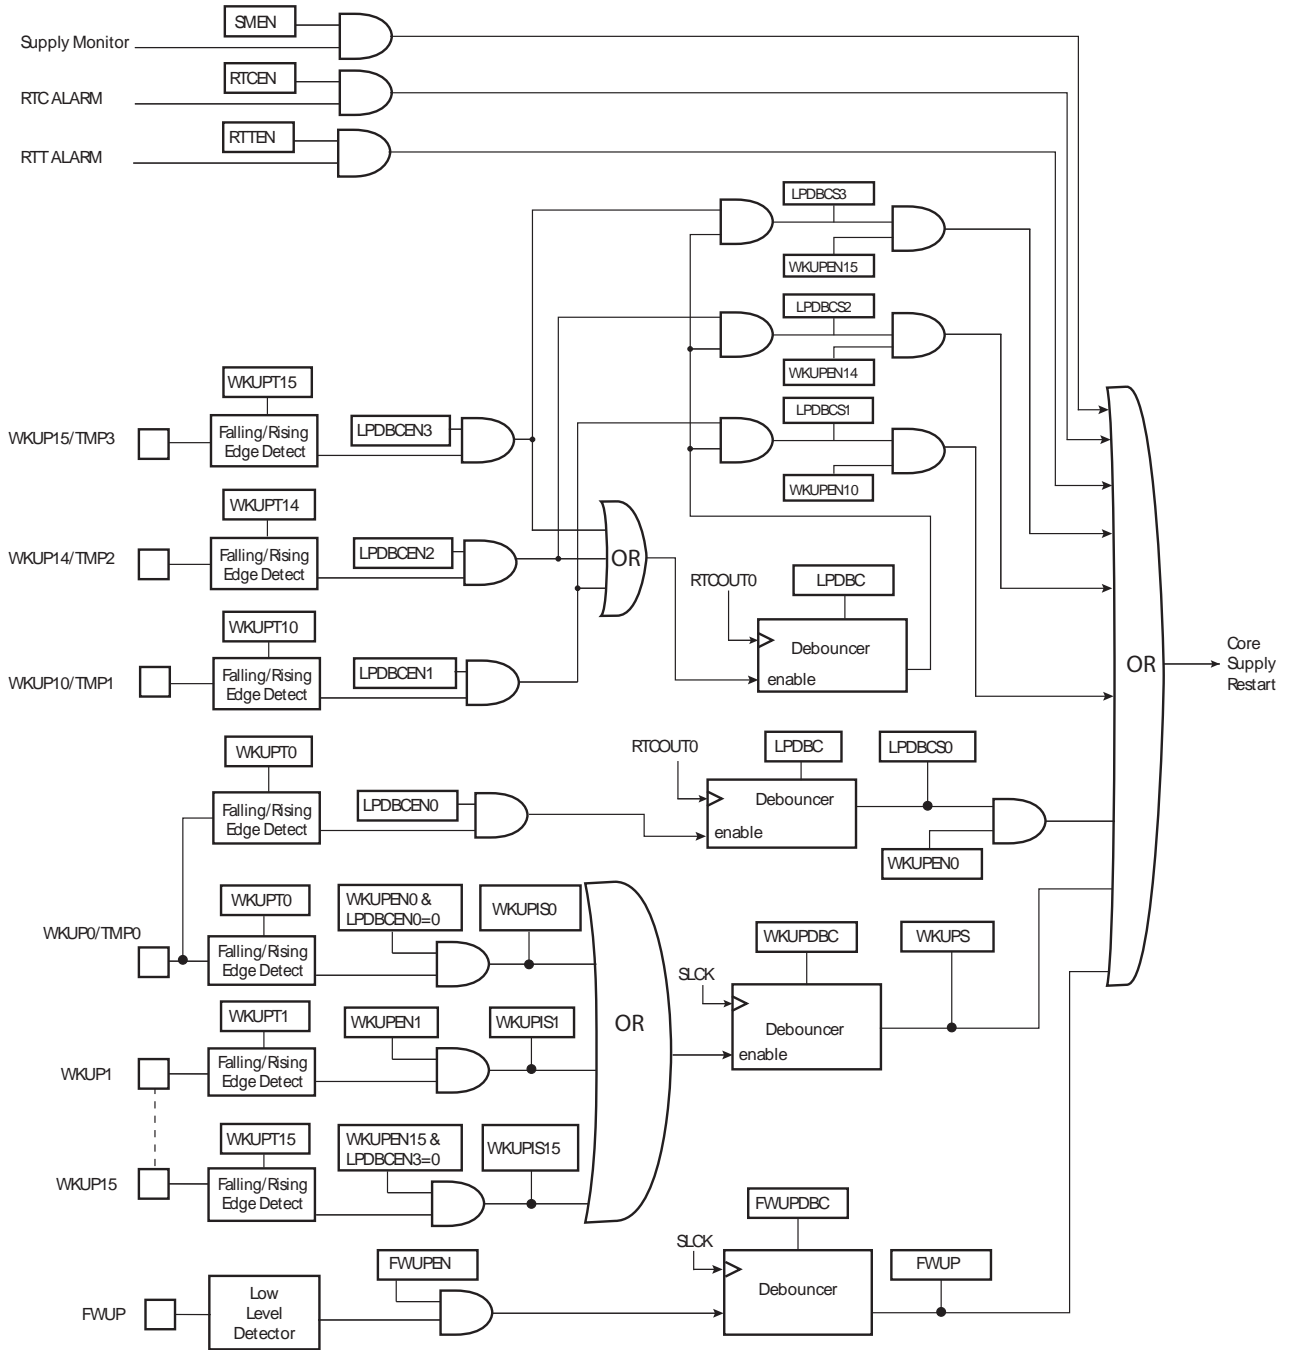 SMEN
Supply Monitor
RTCEN
RTC ALARM
RTTEN
RTT ALARM
LPDBCS3
WKUPEN15
LPDBCS2
WKUPEN14
LPDBCS1
WKUPEN10
WKUPT15
WKUP15/TMP3
Falling/Rising
Edge Detect
LPDBCEN3
WKUPT14
WKUP14/TMP2
Falling/Rising
Edge Detect
LPDBCEN2
OR
RTCOUT0
LPDBC
Debouncer
enable
WKUPT10
WKUP10/TMP1
Falling/Rising
Edge Detect
LPDBCEN1
OR
Core
Supply
Restart
WKUPT0
Falling/Rising
Edge Detect
LPDBCEN0
RTCOUT0
LPDBC
Debouncer
enable
LPDBCS0
WKUPEN0
WKUP0/TMP0
WKUPT0
Falling/Rising
Edge Detect
WKUPEN0 &
LPDBCEN0=0
WKUPIS0
WKUPT1
WKUP1
Falling/Rising
Edge Detect
WKUPEN1
WKUPIS1
OR
SLCK
WKUPDBC
Debouncer
enable
WKUPS
WKUPT15
WKUP15
Falling/Rising
Edge Detect
WKUPEN15 &
LPDBCEN3=0
WKUPIS15
FWUP
Low
Level
Detector
FWUPEN
SLCK
FWUPDBC
Debouncer
FWUP